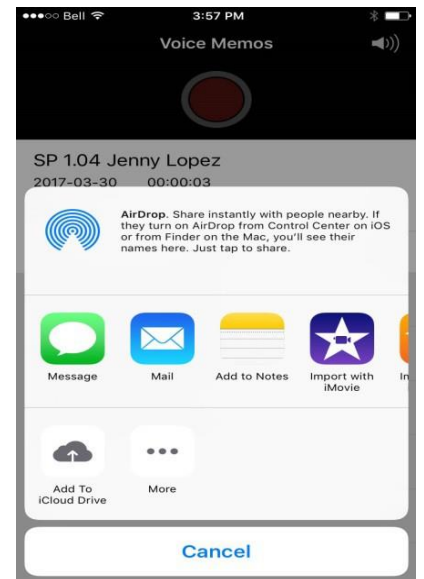 Bell 3:57 PM
Voice Memos
SP 1.04 Jenny Lopez
2017-03-30 00:00:03
AirDrop. Share instantly with people nearby. If
they turn on AirDrop from Control Center on iOS
or from Finder on the Mac, you'll see their
names here. Just tap to share.
Message Mail Add to Notes Import with In
iMovie
Add To More
iCloud Drive
Cancel